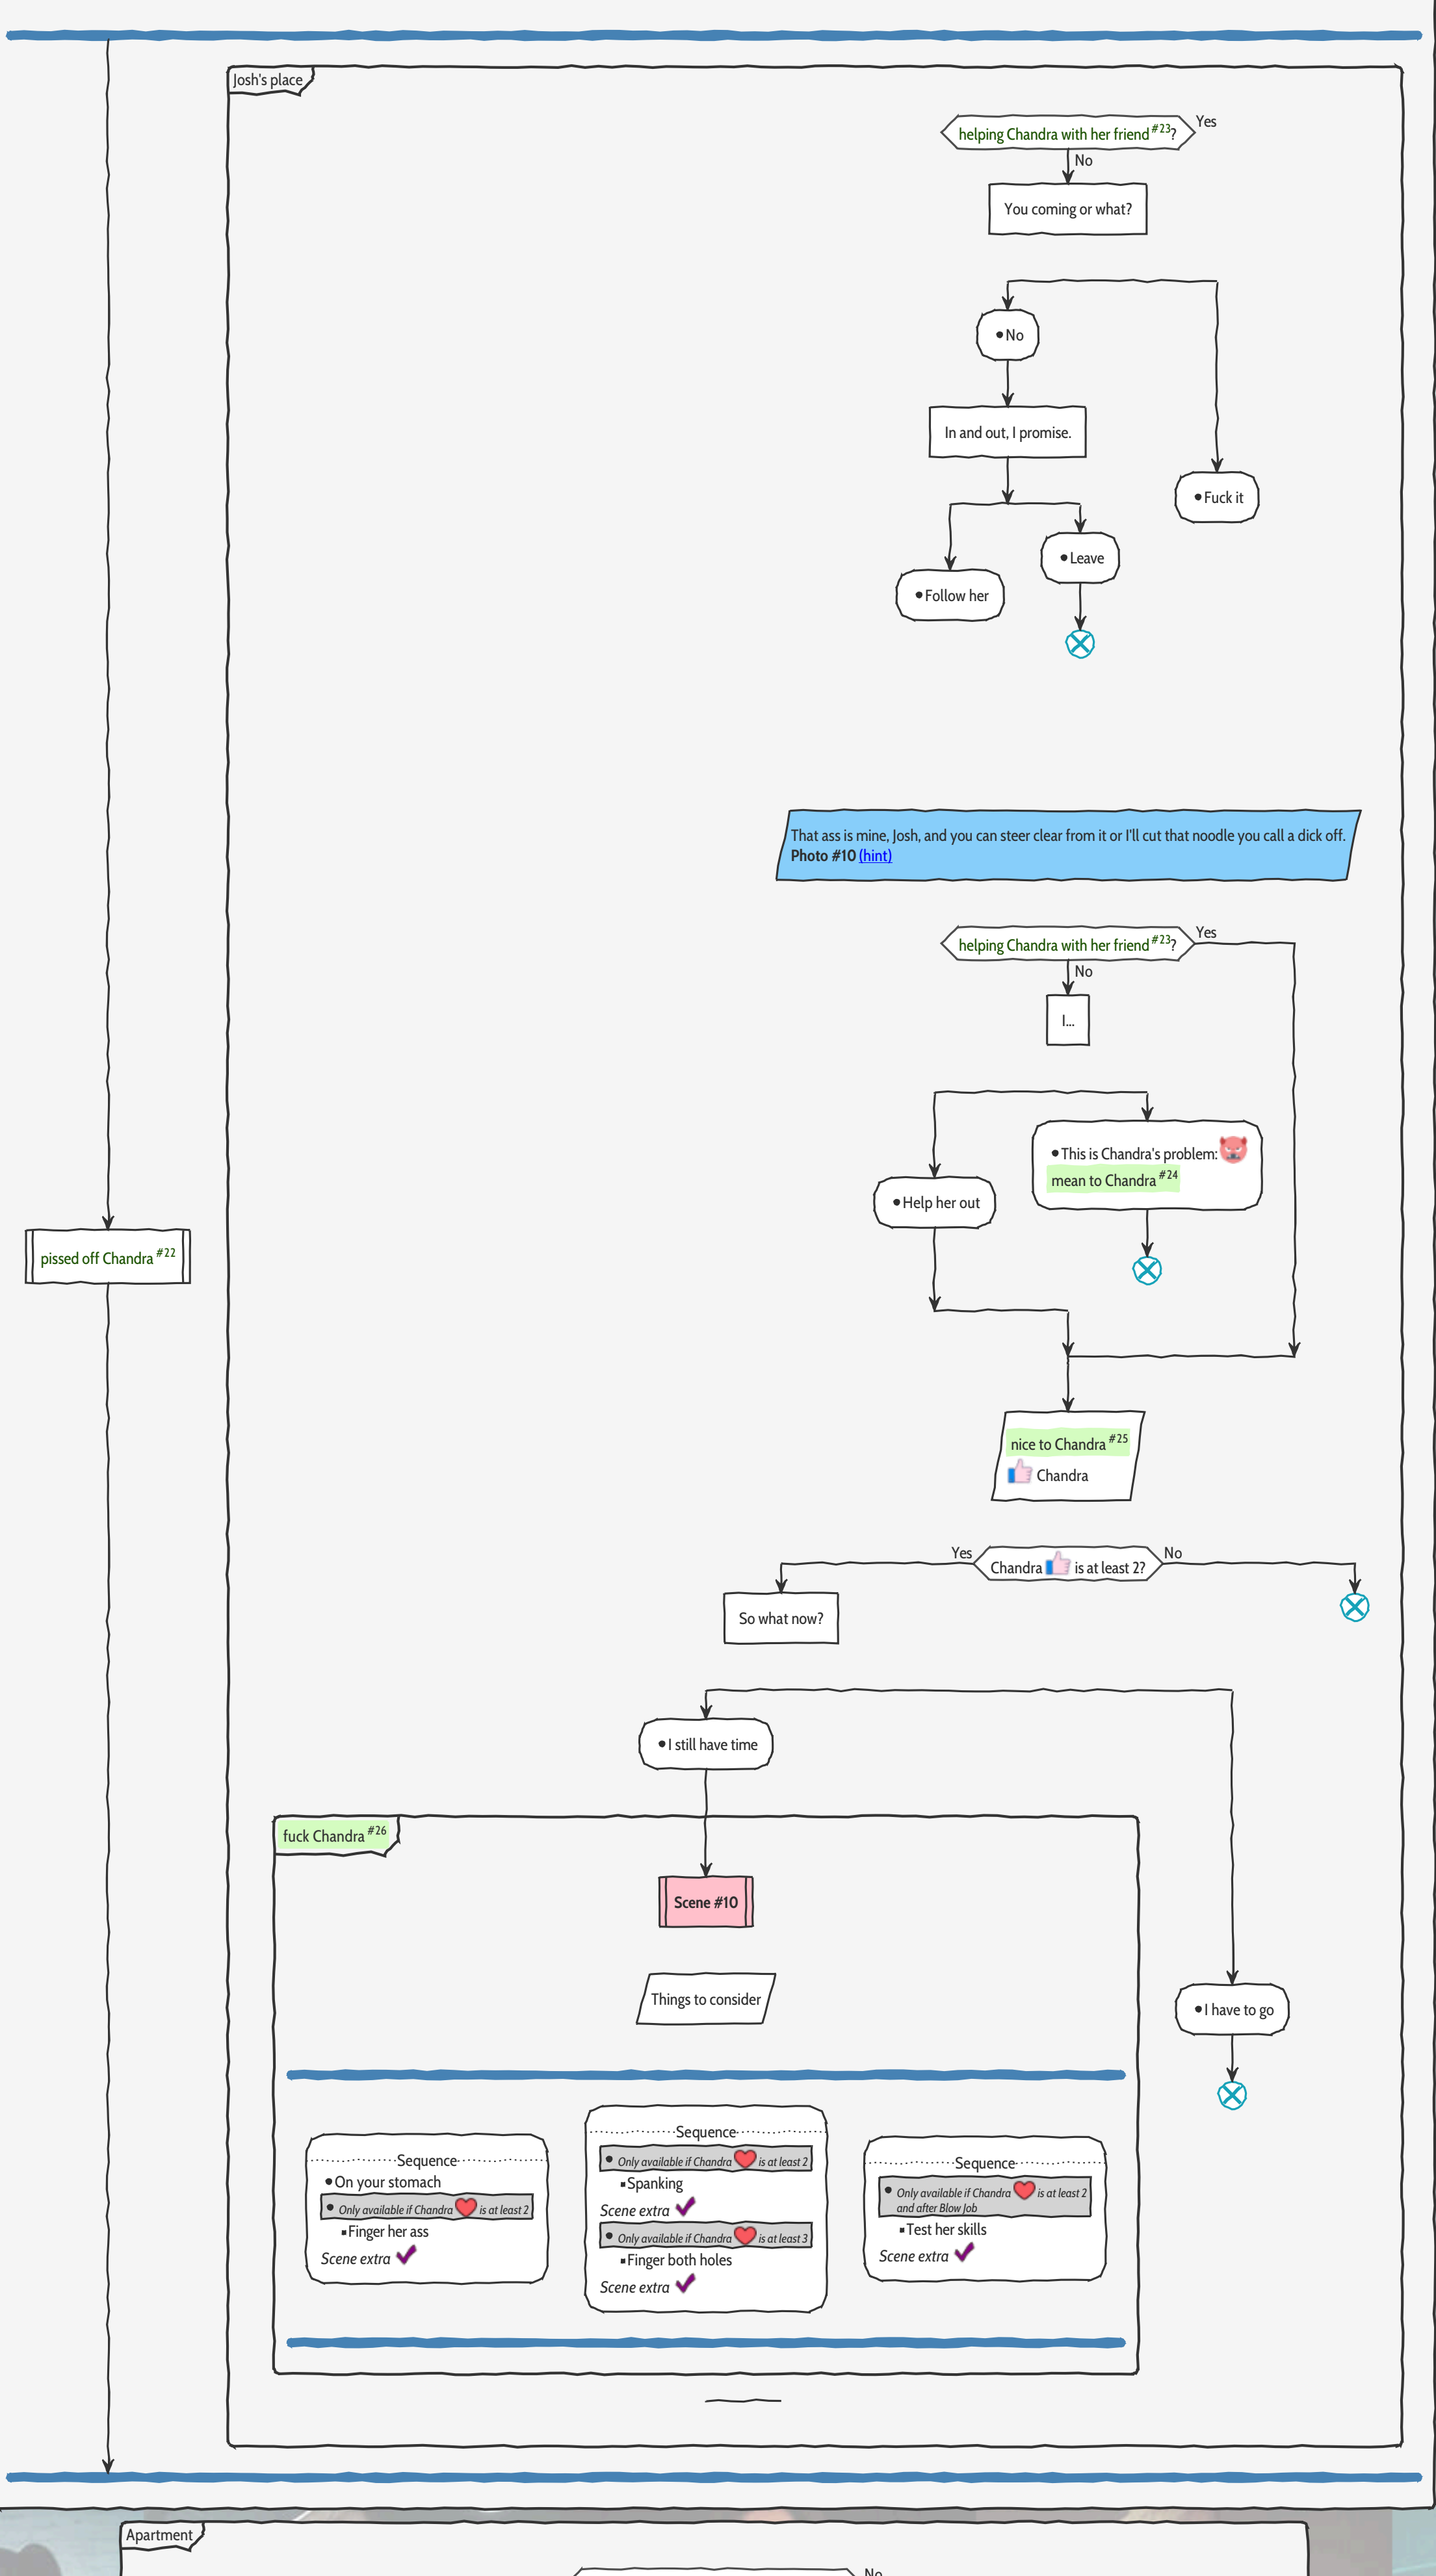 Josh's place
helping Chandra with her friend #23?
Yes
No
You coming or what?
No
In and out, I promise.
Fuck it
Leave
Follow her
That ass is mine, Josh, and you can steer clear from it or I'll cut that noodle you call a dick off.
Photo #10 (hint)
helping Chandra with her friend #23?
Yes
No
I...
This is Chandra's problem:
mean to Chandra #24
Help her out
pissed off Chandra #22
nice to Chandra #25
Chandra
Yes
Chandra is at least 2?
No
So what now?
I still have time
fuck Chandra #26
Scene #10
Things to consider
I have to go
Sequence
On your stomach
Only available if Chandra is at least 2
Finger her ass
Scene extra
Sequence
Only available if Chandra is at least 2
Spanking
Scene extra
Only available if Chandra is at least 3
Finger both holes
Scene extra
Sequence
Only available if Chandra is at least 2
and after Blow Job
Test her skills
Scene extra
Apartment
No